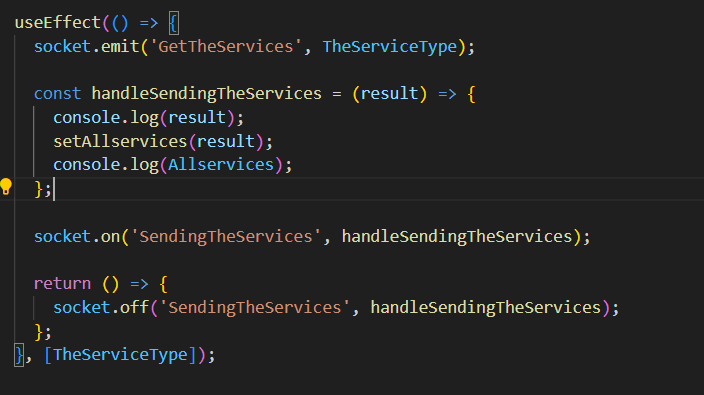 useEffect(() => {
socket.emit('GetTheServices', TheServiceType);
const handleSendingTheServices = (result) => {
console.log(result);
setAllservices(result);
console.log(Allservices);
};
socket.on('SendingTheServices', handleSendingTheServices);
return () => {
socket.off('SendingTheServices', handleSendingTheServices);
};
}, [TheServiceType]);